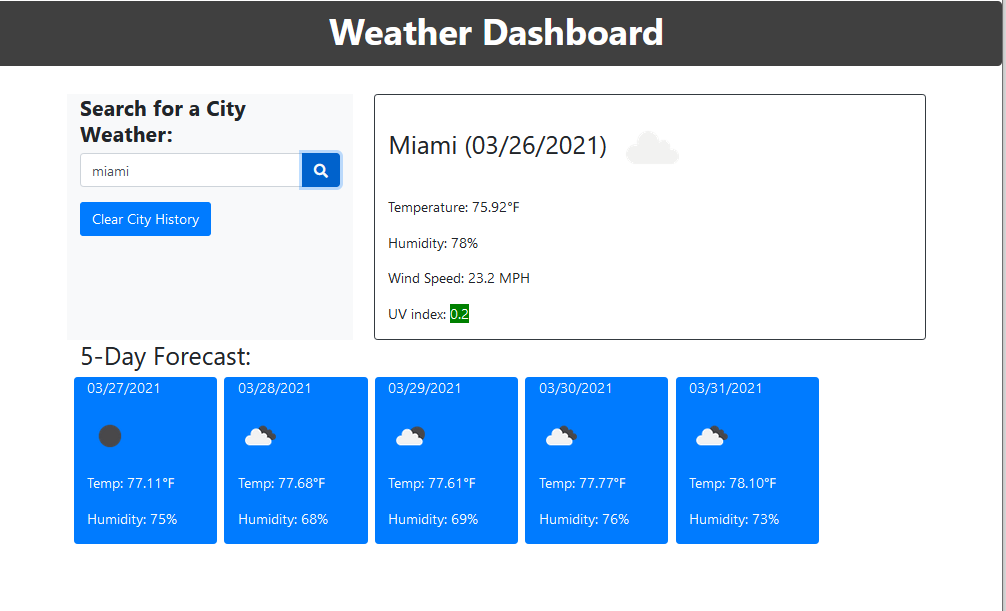 Weather Dashboard
Search for a City
Weather:
miami
Clear City History
Miami (03/26/2021)
Temperature: 75.92°F
Humidity: 78%
Wind Speed: 23.2 MPH
UV index: 0.2
5-Day Forecast:
03/27/2021
Temp: 77.11°F
Humidity: 75%
03/28/2021
Temp: 77.68°F
Humidity: 68%
03/29/2021
Temp: 77.61°F
Humidity: 69%
03/30/2021
Temp: 77.77°F
Humidity: 76%
03/31/2021
Temp: 78.10°F
Humidity: 73%